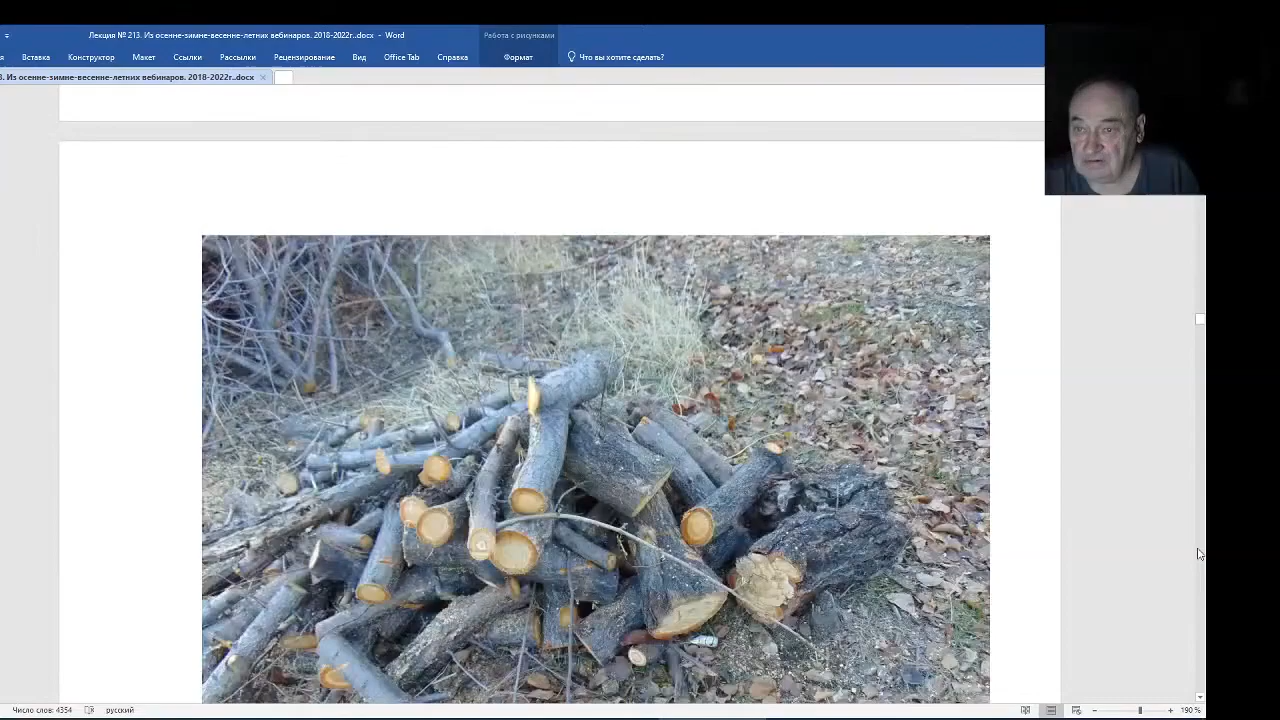 Лекция № 213. Из осенне-зимне-весенне-летних вебинаров. 2018-2022г..docx - Word
Работа с рисунками
Вставка Конструктор Макет Ссылки Рассылки Рецензирование Вид Office Tab Справка Формат Что вы хотите сделать?
3. Из осенне-зимне-весенне-летних вебинаров. 2018-2022г..docx
Число слов: 4354 русский 190 %